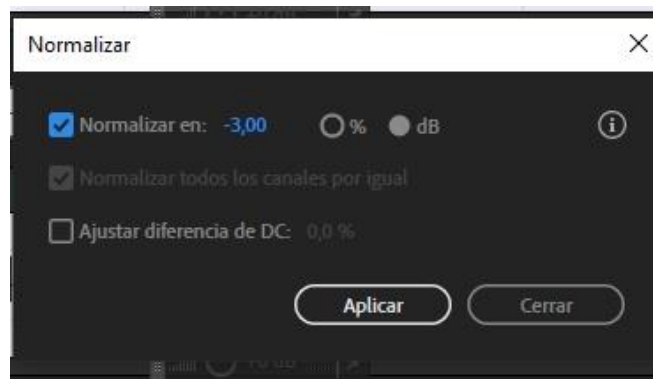 Normalizar
Normalizar en: -3,00 % dB
Normalizar todos los canales por igual
Ajustar diferencia de DC: 0,0 %
Aplicar Cerrar